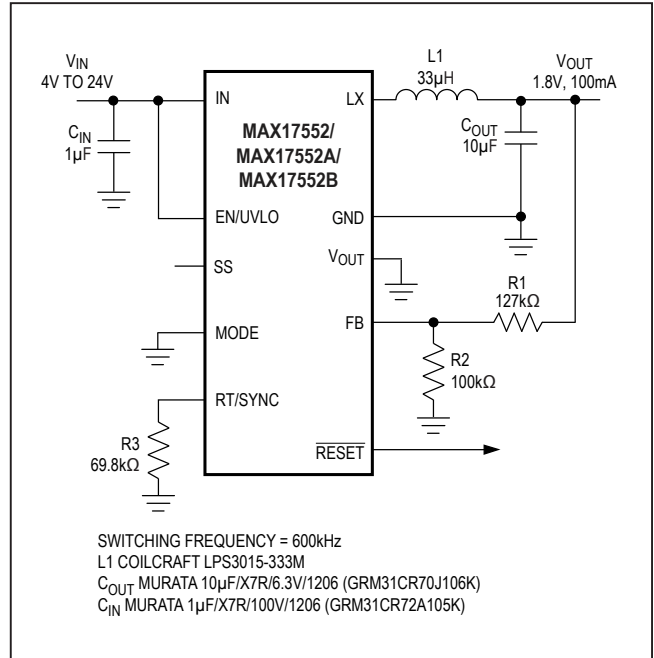 VIN
4V TO 24V
CIN
1µF
IN
EN/UVLO
SS
MODE
RT/SYNC
R3
69.8kΩ
MAX17552/
MAX17552A/
MAX17552B
LX
GND
VOUT
FB
RESET
L1
33µH
COUT
10µF
VOUT
1.8V, 100mA
R1
127kΩ
R2
100kΩ
SWITCHING FREQUENCY = 600kHz
L1 COILCRAFT LPS3015-333M
COUT MURATA 10µF/X7R/6.3V/1206 (GRM31CR70J106K)
CIN MURATA 1µF/X7R/100V/1206 (GRM31CR72A105K)